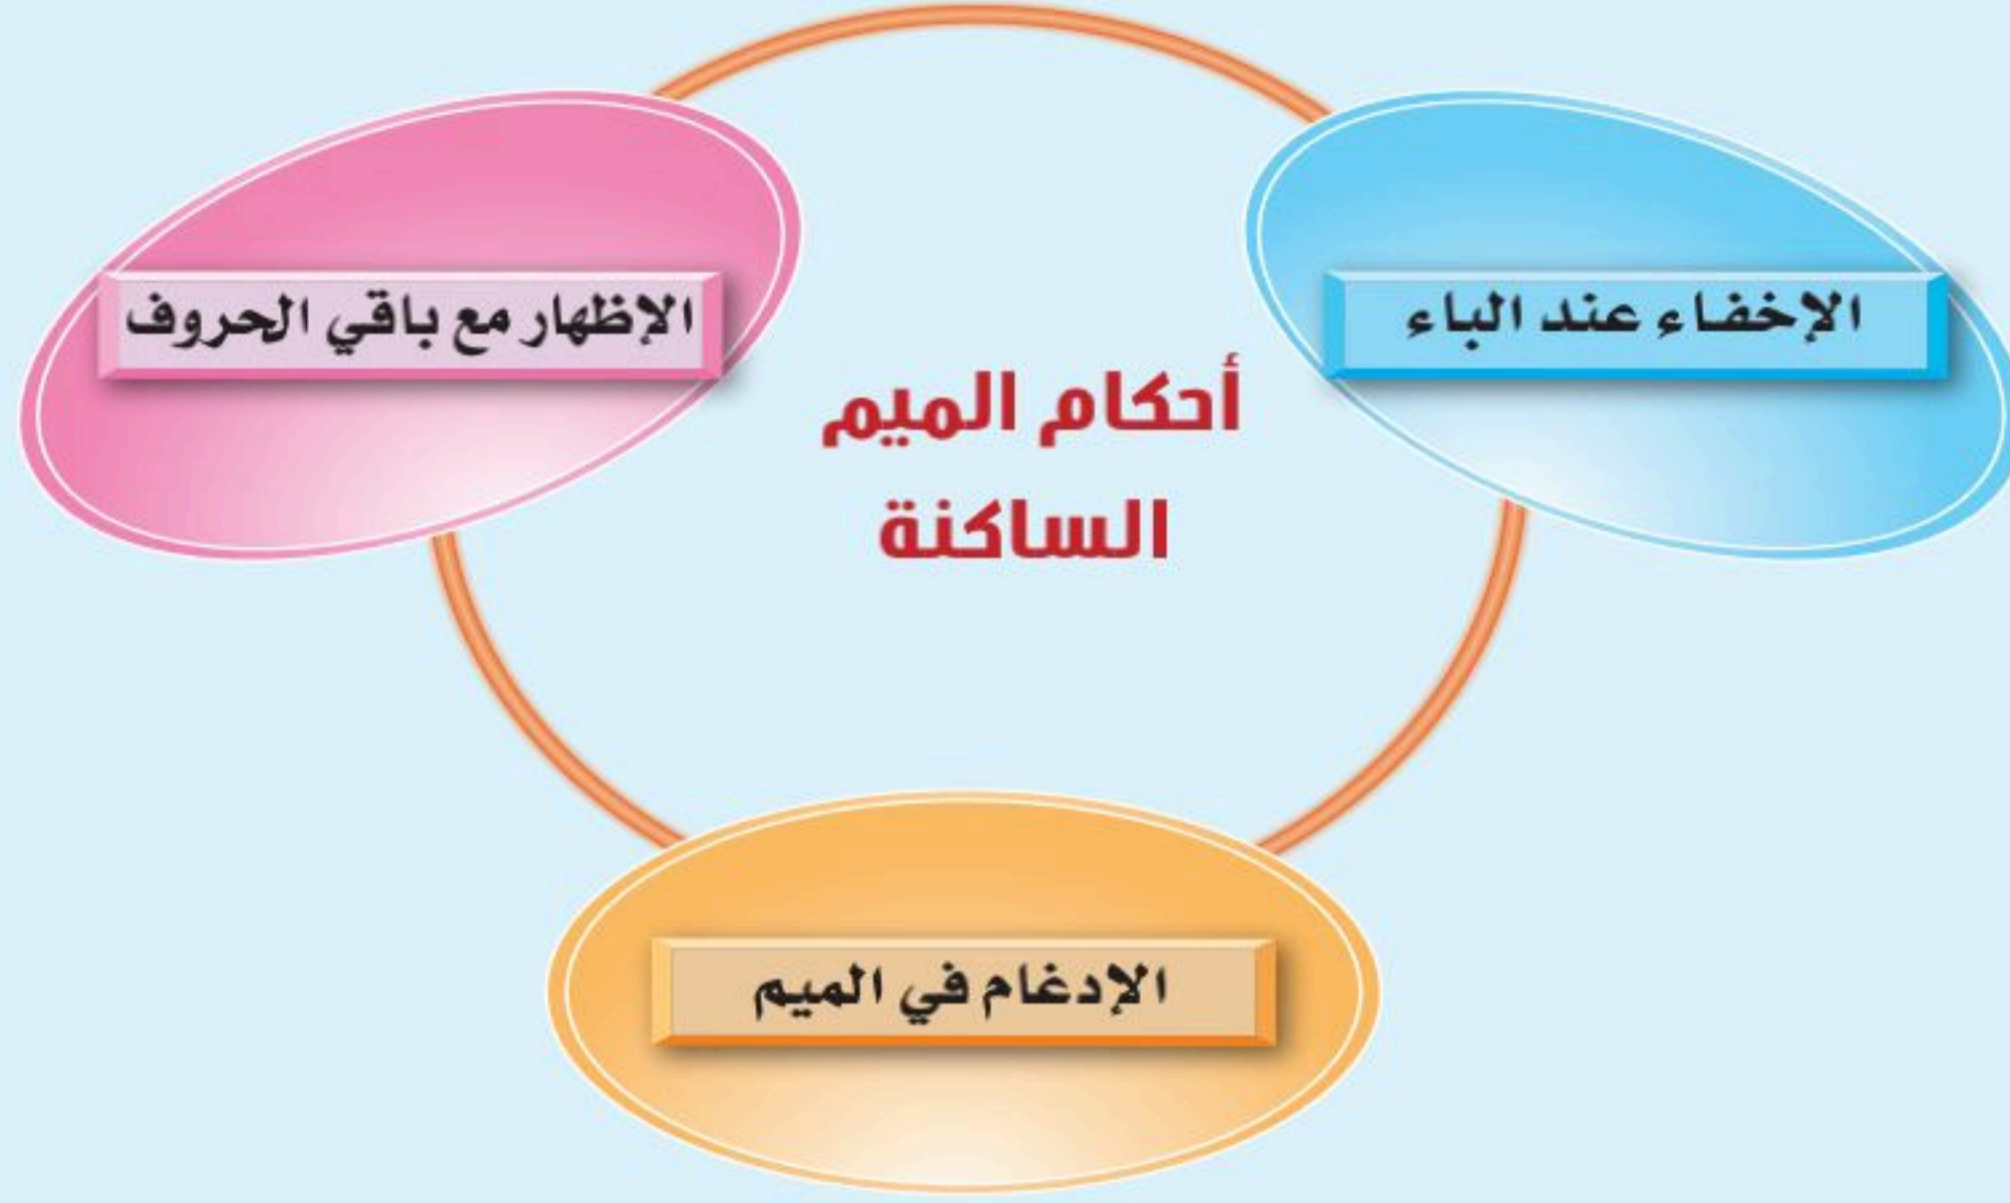 أحكام الميم
الساكنة
الإخفاء عند الباء
الإدغام في الميم
الإظهار مع باقي الحروف